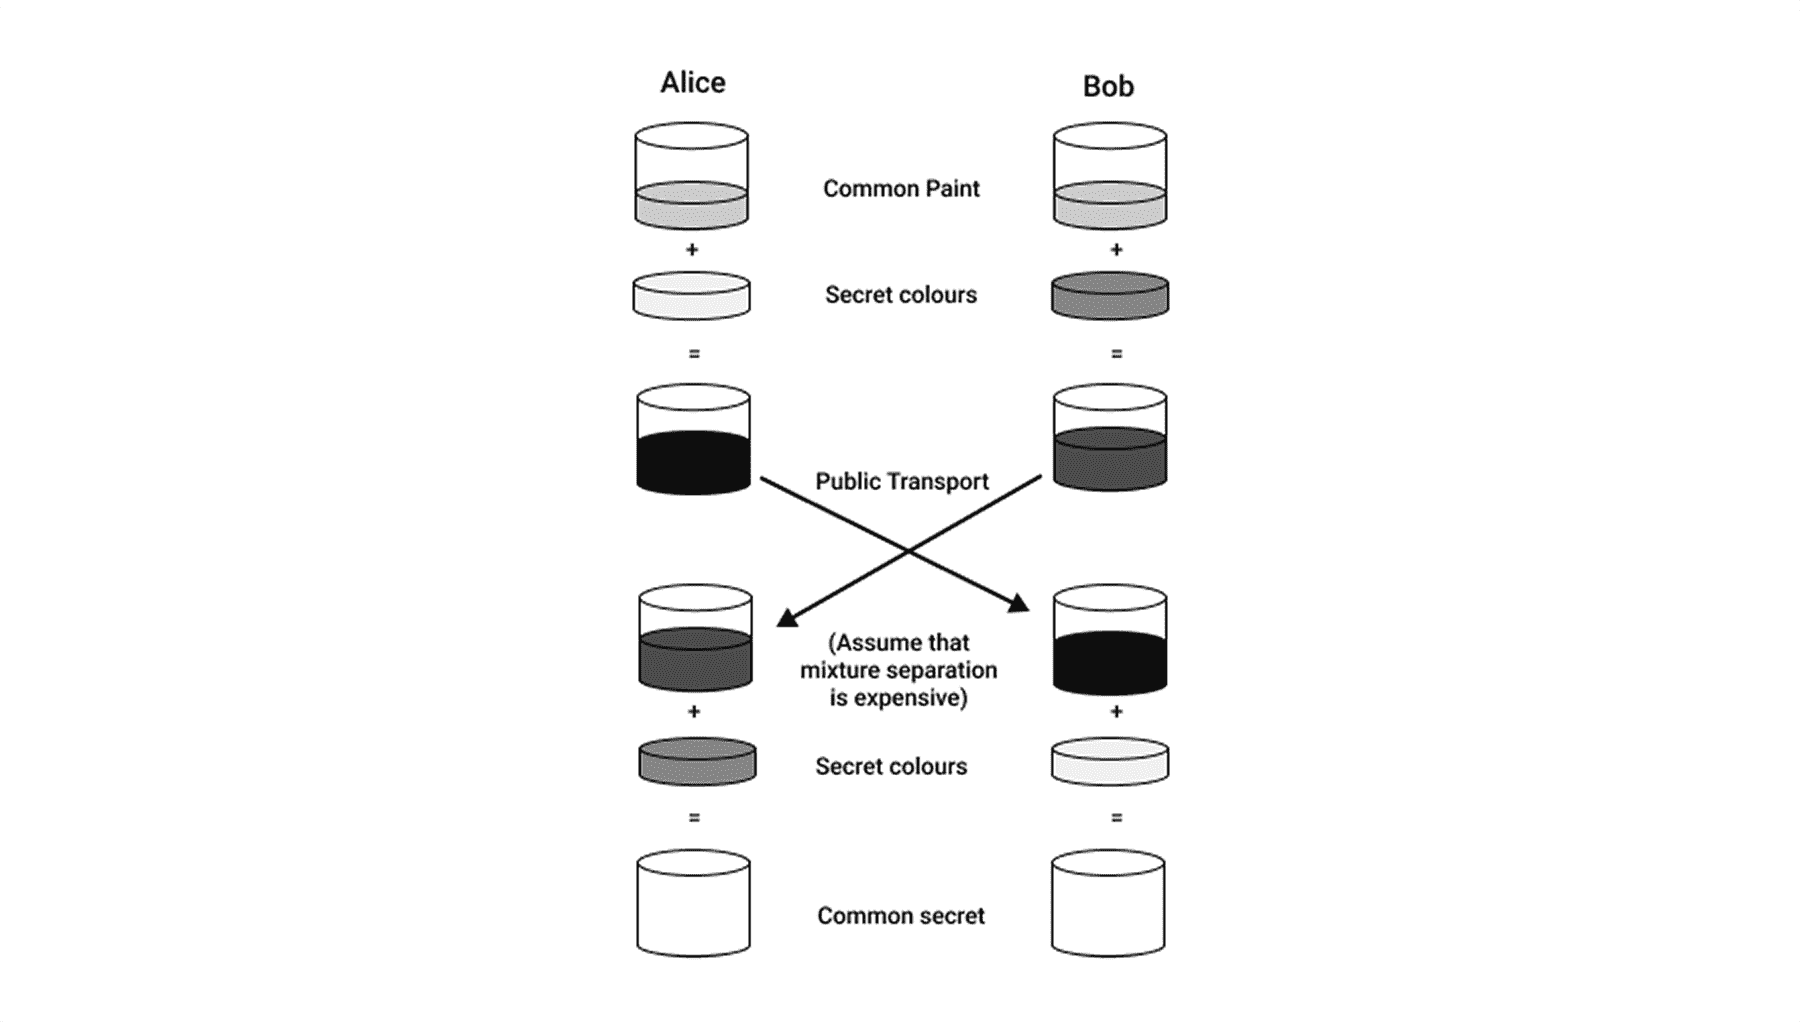 Alice
Bob
Common Paint
+
+
Secret colours
=
=
Public Transport
(Assume that
mixture separation
is expensive)
+
+
Secret colours
=
=
Common secret